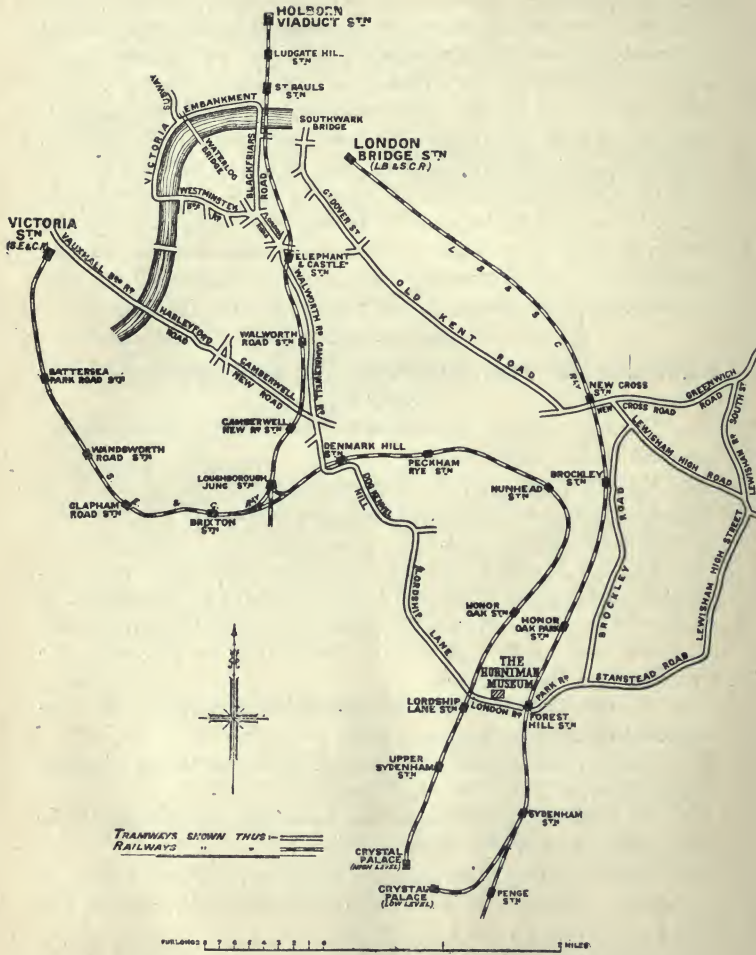 HOLBORN
VIADUCT STN
LUDGATE HILL
STN
ST PAULS
STN
SUBWAY
VICTORIA EMBANKMENT
WATERLOO
BRIDGE
BLACKFRIARS
ROAD
SOUTHWARK
BRIDGE
WESTMINSTER
LONDON
BRIDGE STN
(L.B & S.C.R)
GT DOVER ST
VICTORIA
STN
(S.E & C.R)
VAUXHALL BDGE RD
HARLEYFORD
ROAD
ELEPHANT
& CASTLE
STN
WALWORTH RD
CAMBERWELL RD
WALWORTH
ROAD STN
CAMBERWELL
NEW ROAD
OLD KENT ROAD
L B & S C RLY
BATTERSEA
PARK ROAD STN
CAMBERWELL
NEW RD STN
NEW CROSS
STN
NEW CROSS ROAD
GREENWICH
ROAD
SOUTH ST
LEWISHAM RD
LEWISHAM HIGH ROAD
WANDSWORTH
ROAD STN
DENMARK HILL
STN
PECKHAM
RYE STN
LOUGHBOROUGH
JUNC STN
DOG KENNEL
HILL
NUNHEAD
STN
BROCKLEY
STN
CLAPHAM
ROAD STN
S E & C RLY
BRIXTON
STN
BROCKLEY ROAD
LEWISHAM HIGH STREET
LORDSHIP
LANE
HONOR
OAK STN
HONOR
OAK PARK
STN
THE
HORNIMAN
MUSEUM
PARK RD
STANSTEAD ROAD
LORDSHIP
LANE STN
LONDON RD
FOREST
HILL STN
UPPER
SYDENHAM
STN
SYDENHAM
STN
TRAMWAYS SHOWN THUS:-
RAILWAYS " "
CRYSTAL
PALACE
(HIGH LEVEL)
CRYSTAL
PALACE
(LOW LEVEL)
PENGE
STN
FURLONGS 8 7 6 5 4 3 2 1 0
MILES